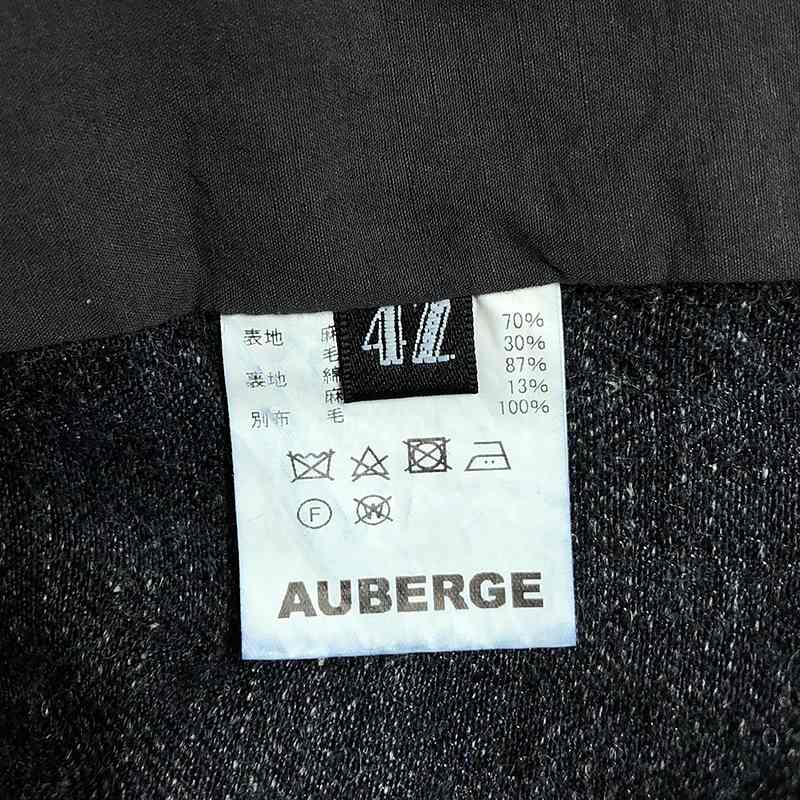 42
表地 麻 70%
毛 30%
裏地 綿 87%
麻 13%
別布 毛 100%
F W
AUBERGE